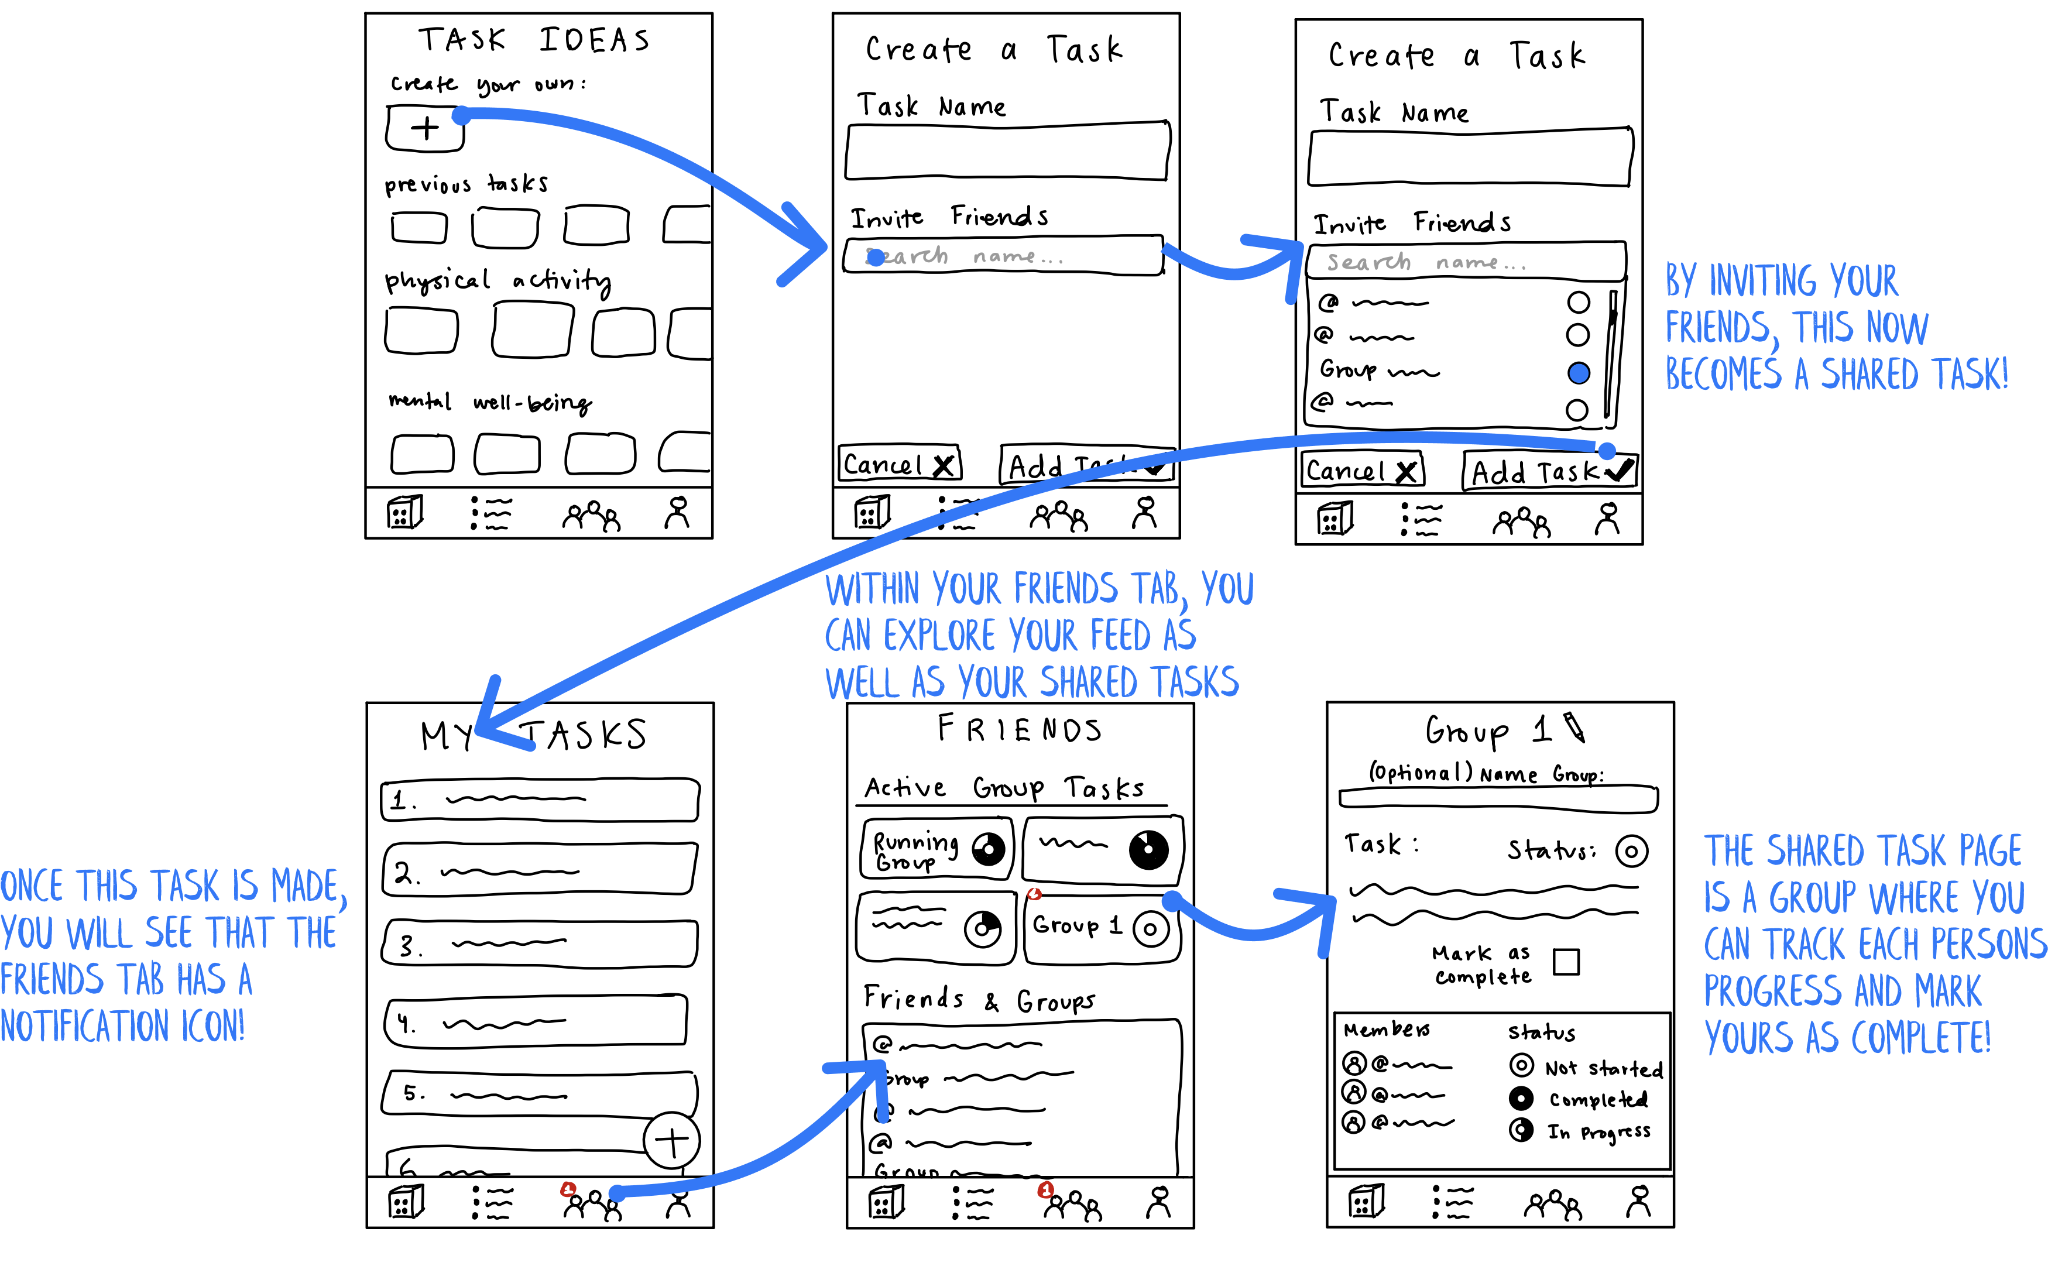 TASK IDEAS
Create your own:
+
previous tasks
physical activity
mental well-being
Create a Task
Task Name
Invite Friends
Search name...
Cancel X
Add Task
Create a Task
Task Name
Invite Friends
Search name...
@
@
Group
@
Cancel X
Add Task
BY INVITING YOUR
FRIENDS, THIS NOW
BECOMES A SHARED TASK!
WITHIN YOUR FRIENDS TAB, YOU
CAN EXPLORE YOUR FEED AS
WELL AS YOUR SHARED TASKS
ONCE THIS TASK IS MADE,
YOU WILL SEE THAT THE
FRIENDS TAB HAS A
NOTIFICATION ICON!
MY TASKS
1.
2.
3.
4.
5.
6
+
1
FRIENDS
Active Group Tasks
Running
Group
Group 1
Friends & Groups
@
Group
@
@
Group
1
Group 1
(Optional) Name Group:
Task:
Status:
Mark as
complete
Members
@
@
@
Status
Not Started
Completed
In Progress
THE SHARED TASK PAGE
IS A GROUP WHERE YOU
CAN TRACK EACH PERSONS
PROGRESS AND MARK
YOURS AS COMPLETE!